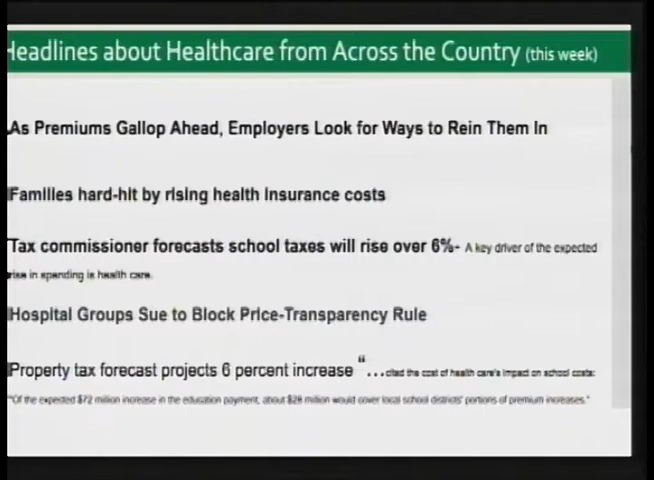 Headlines about Healthcare from Across the Country (this week)
As Premiums Gallop Ahead, Employers Look for Ways to Rein Them In
Families hard-hit by rising health insurance costs
Tax commissioner forecasts school taxes will rise over 6%- A key driver of the expected
rise in spending is health care.
Hospital Groups Sue to Block Price-Transparency Rule
Property tax forecast projects 6 percent increase “…cited the cost of health care's impact on school costs:
"Of the expected $72 million increase in the education payment, about $28 million would cover local school districts' portions of premium increases."